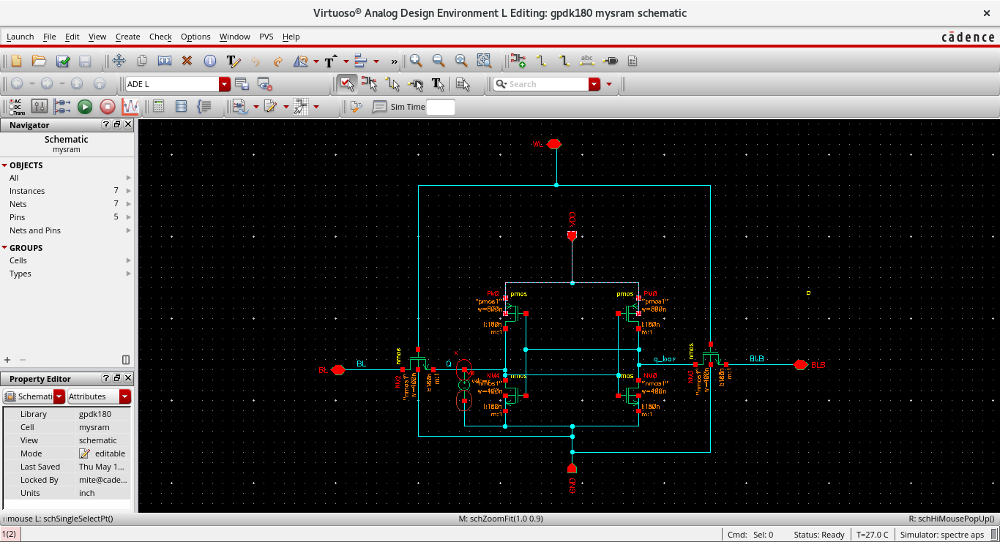 Virtuoso® Analog Design Environment L Editing: gpdk180 mysram schematic
Launch File Edit View Create Check Options Window PVS Help
cādence
T T abc »
ADE L
T Search
AC
DC
Trans
Sim Time
Navigator
Schematic
mysram
OBJECTS
All
Instances 7
Nets 7
Pins 5
Nets and Pins
GROUPS
Cells
Types
Property Editor
Schemati Attributes
Library gpdk180
Cell mysram
View schematic
Mode editable
Last Saved Thu May 1...
Locked By mite@cade...
Units inch
WL
VDD
PM2 pmos
"pmos1"
w=800n
l:180n
m:1
pmos PM0
"pmos1"
w=800n
l:180n
m:1
BL
BL
nmos
NM2
"nmos1"
w=400n
l:180n
m:1
Q
NM4 nmos
"nmos1"
w=400n
l:180n
m:1
nmos NM0
"nmos1"
w=400n
l:180n
m:1
q_bar
nmos
NM3
"nmos1"
w=400n
l:180n
m:1
BLB
BLB
GND
mouse L: schSingleSelectPt() M: schZoomFit(1.0 0.9) R: schHiMousePopUp()
1(2) Cmd: Sel: 0 Status: Ready T=27.0 C Simulator: spectre aps